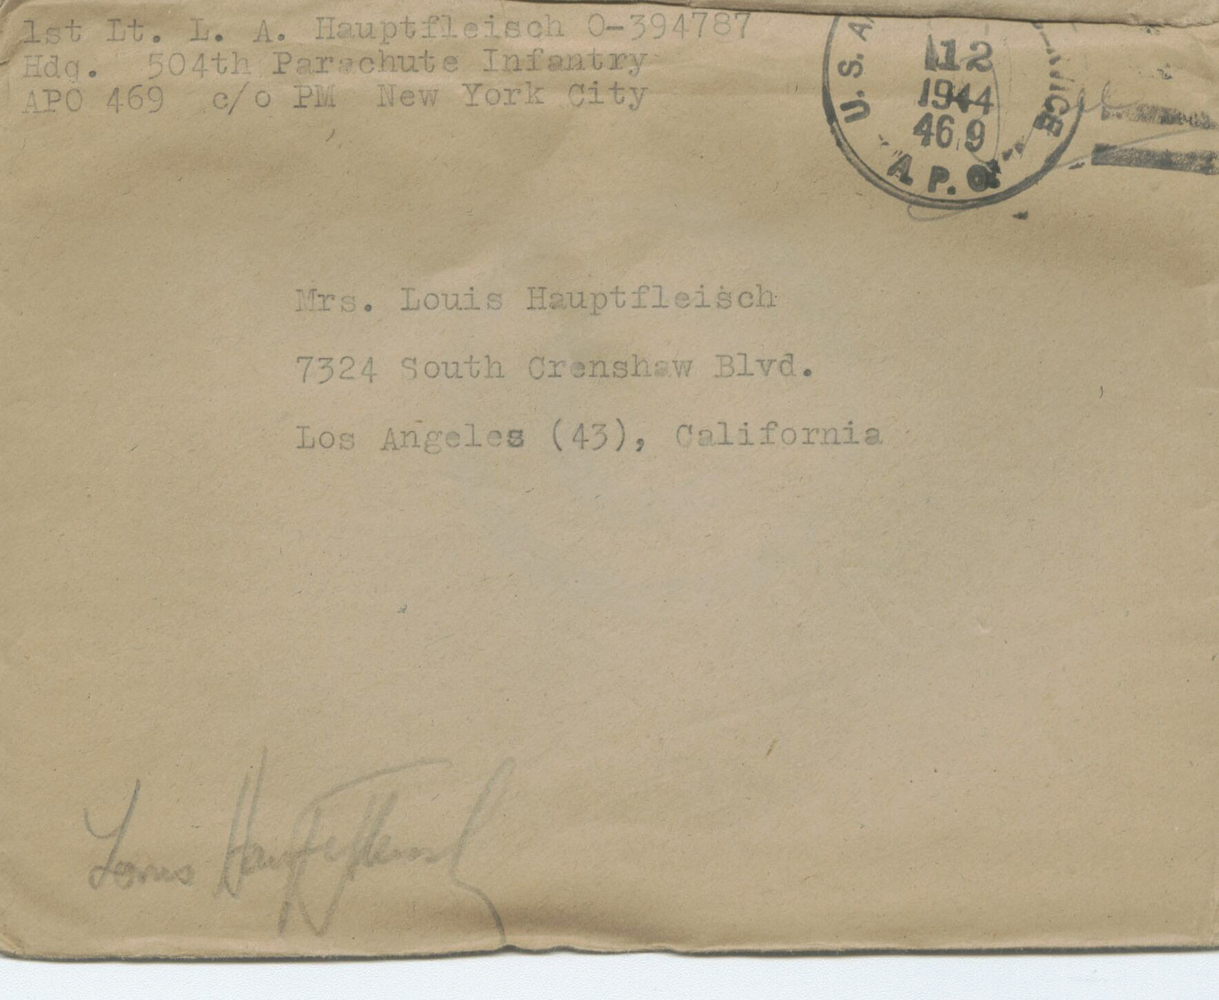 1st Lt. L. A. Hauptfleisch O-394787
Hdq. 504th Parachute Infantry
APO 469 c/o PM New York City
U.S.A
12
1944
469
A.P.O.
Mrs. Louis Hauptfleisch
7324 South Crenshaw Blvd.
Los Angeles (43), California
Louis Hauptfleisch